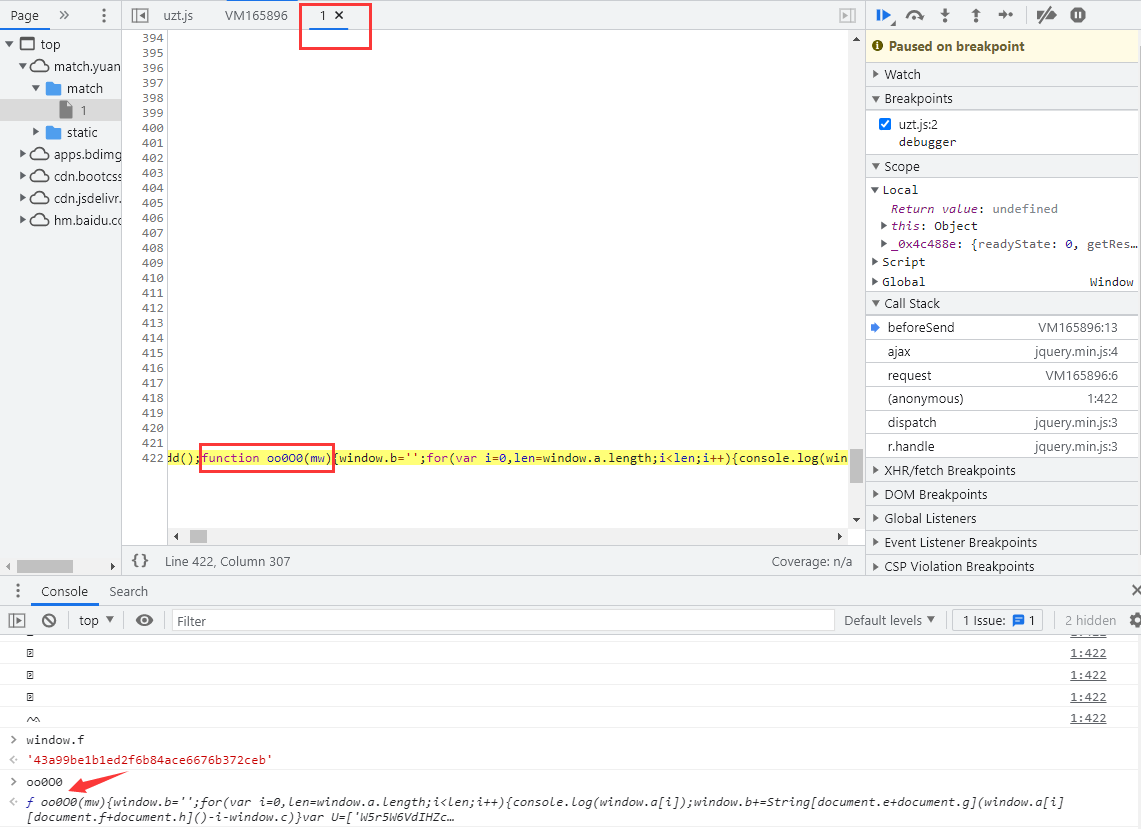 Page
uzt.js
VM165896
1
top
match.yuan
match
1
static
apps.bdimg
cdn.bootcss
cdn.jsdelivr.
hm.baidu.co
394
395
396
397
398
399
400
401
402
403
404
405
406
407
408
409
410
411
412
413
414
415
416
417
418
419
420
421
422
dd();function oo0O0(mw){window.b='';for(var i=0,len=window.a.length;i<len;i++){console.log(win
{} Line 422, Column 307
Coverage: n/a
Paused on breakpoint
Watch
Breakpoints
uzt.js:2
debugger
Scope
Local
Return value: undefined
this: Object
_0x4c488e: {readyState: 0, getRes…
Script
Global Window
Call Stack
beforeSend VM165896:13
ajax jquery.min.js:4
request VM165896:6
(anonymous) 1:422
dispatch jquery.min.js:3
r.handle jquery.min.js:3
XHR/fetch Breakpoints
DOM Breakpoints
Global Listeners
Event Listener Breakpoints
CSP Violation Breakpoints
Console Search
top Filter Default levels 1 Issue: 1 2 hidden
1:422
1:422
1:422
1:422
1:422
window.f
'43a99be1b1ed2f6b84ace6676b372ceb'
oo0O0
ƒ oo0O0(mw){window.b='';for(var i=0,len=window.a.length;i<len;i++){console.log(window.a[i]);window.b+=String[document.e+document.g](window.a[i]
[document.f+document.h]()-i-window.c)}var U=['W5r5W6VdIHZc…